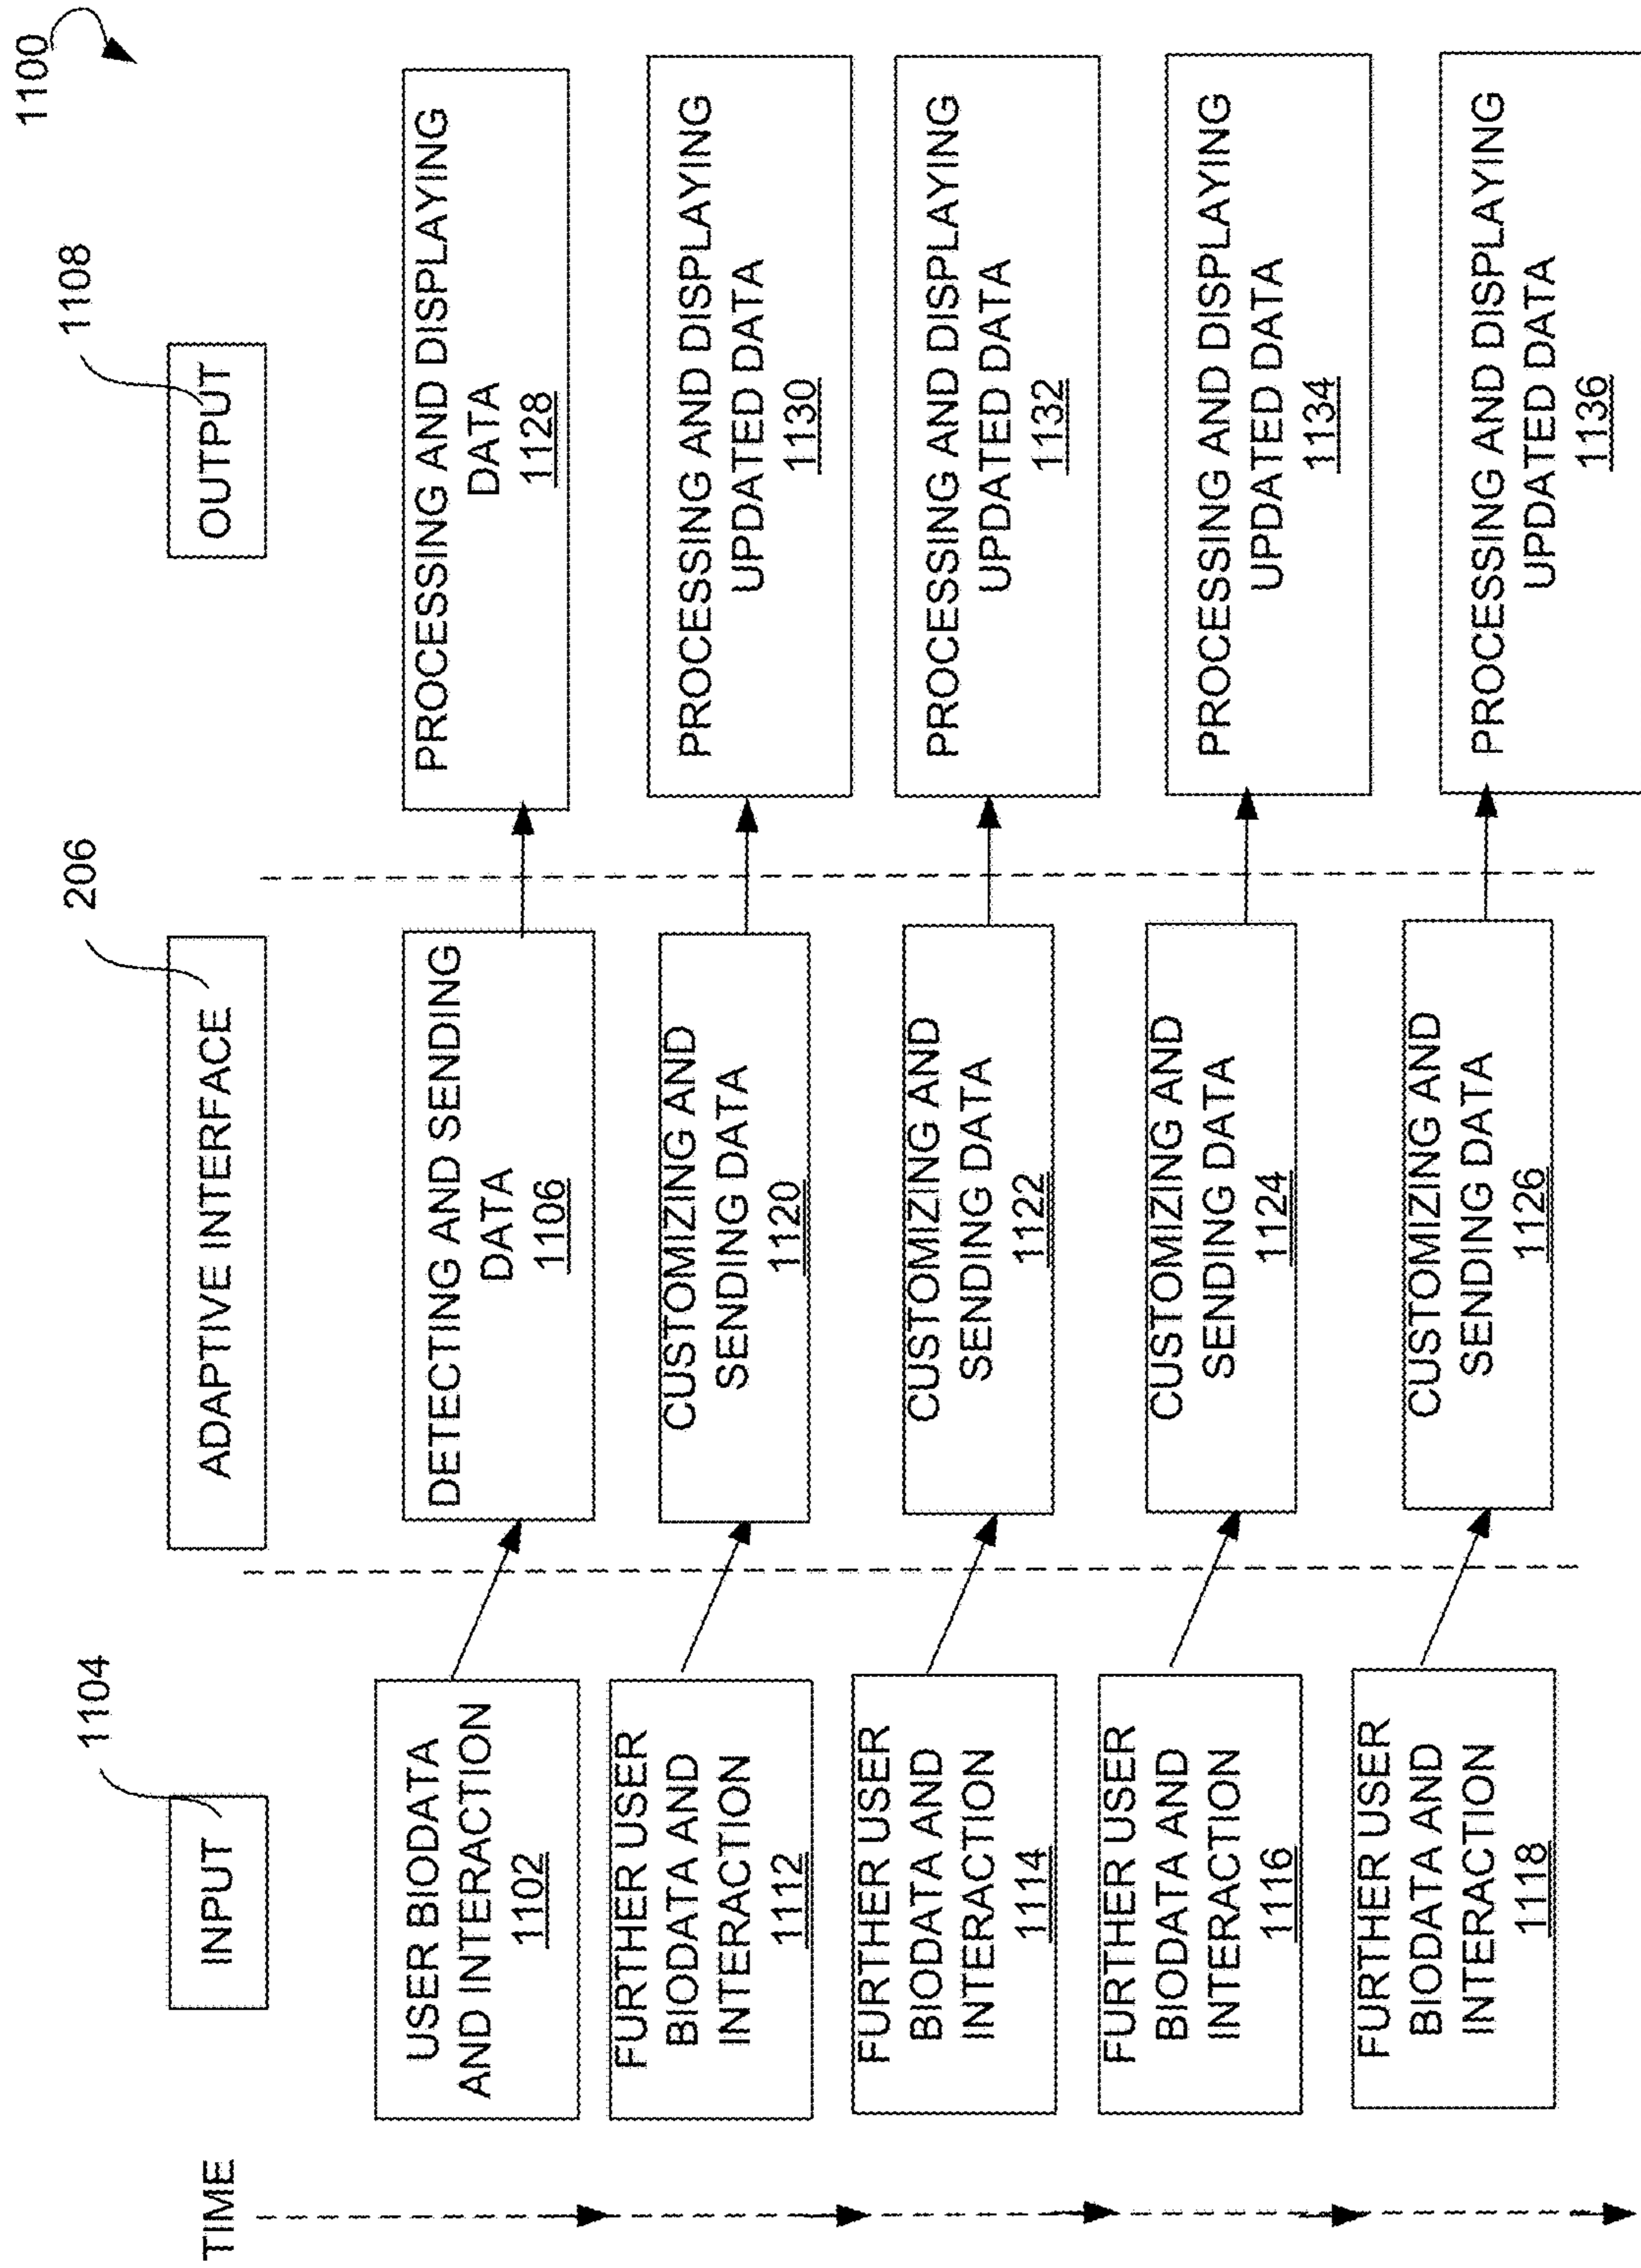 1100
1104
206
1108
TIME
INPUT
ADAPTIVE INTERFACE
OUTPUT
USER BIODATA
AND INTERACTION
1102
DETECTING AND SENDING
DATA
1106
PROCESSING AND DISPLAYING
DATA
1128
FURTHER USER
BIODATA AND
INTERACTION
1112
CUSTOMIZING AND
SENDING DATA
1120
PROCESSING AND DISPLAYING
UPDATED DATA
1130
FURTHER USER
BIODATA AND
INTERACTION
1114
CUSTOMIZING AND
SENDING DATA
1122
PROCESSING AND DISPLAYING
UPDATED DATA
1132
FURTHER USER
BIODATA AND
INTERACTION
1116
CUSTOMIZING AND
SENDING DATA
1124
PROCESSING AND DISPLAYING
UPDATED DATA
1134
FURTHER USER
BIODATA AND
INTERACTION
1118
CUSTOMIZING AND
SENDING DATA
1126
PROCESSING AND DISPLAYING
UPDATED DATA
1136